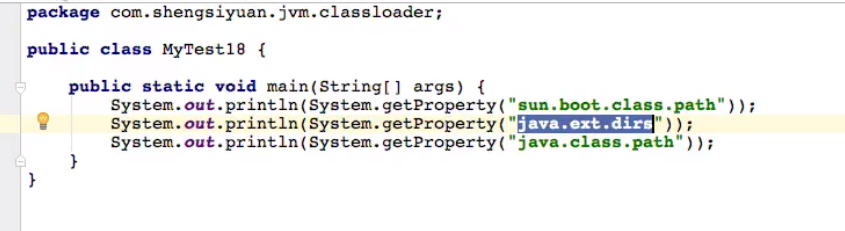 package com.shengsiyuan.jvm.classloader;
public class MyTest18 {
public static void main(String[] args) {
System.out.println(System.getProperty("sun.boot.class.path"));
System.out.println(System.getProperty("java.ext.dirs"));
System.out.println(System.getProperty("java.class.path"));
}
}